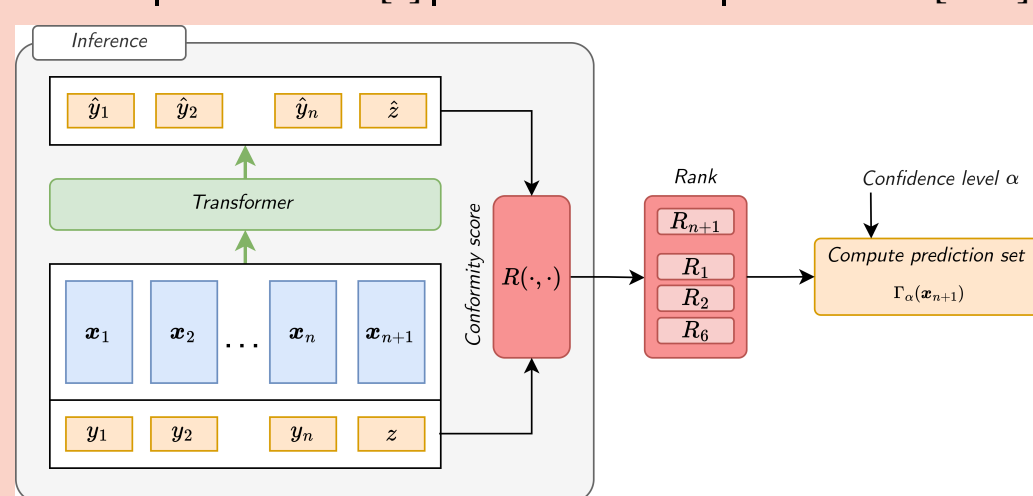 Inference
ŷ₁ ŷ₂ ŷₙ ẑ
Transformer
x₁ x₂ ... xₙ xₙ₊₁
y₁ y₂ yₙ z
Conformity score
R(·,·)
Rank
Rₙ₊₁
R₁
R₂
R₆
Confidence level α
Compute prediction set
Γα(xₙ₊₁)